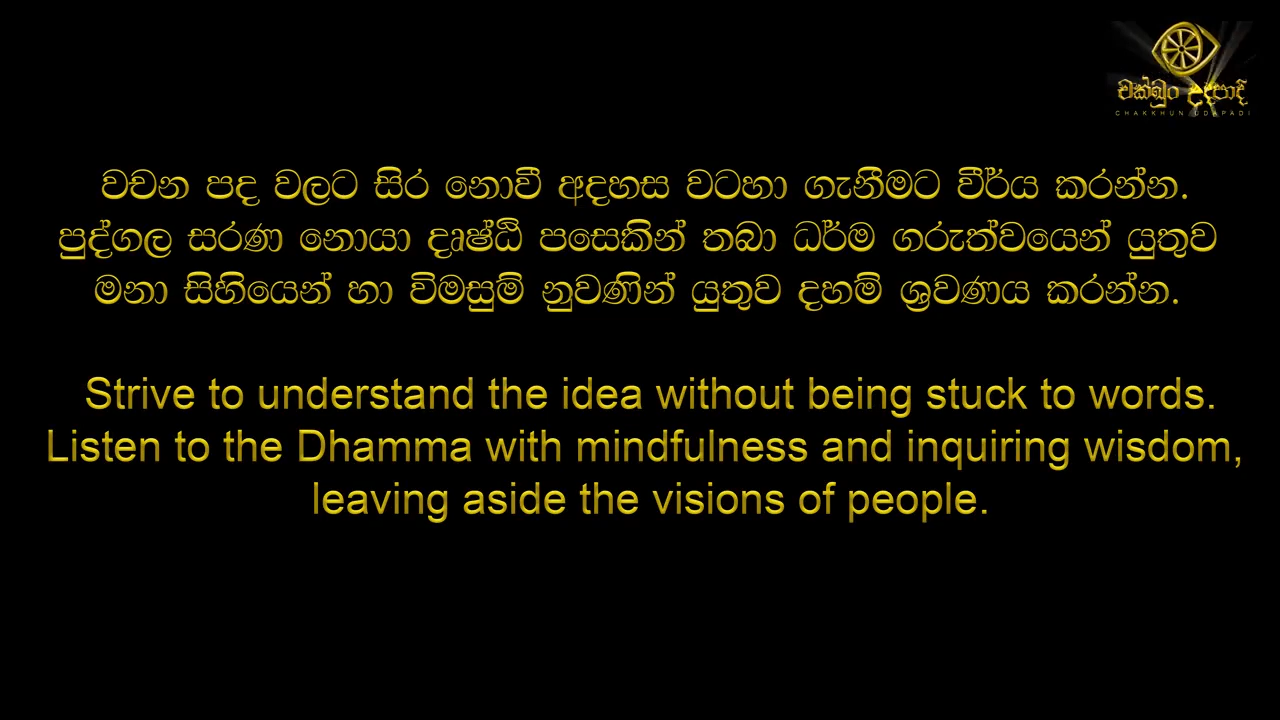 චක්ඛුං උදපාදි
CHAKKHUN UDAPADI
වචන පද වලට සිර නොවී අදහස වටහා ගැනීමට වීර්ය කරන්න.
පුද්ගල සරණ නොයා දෘෂ්ඨි පසෙකින් තබා ධර්ම ගරුත්වයෙන් යුතුව
මනා සිහියෙන් හා විමසුම් නුවණින් යුතුව දහම් ශ්‍රවණය කරන්න.
Strive to understand the idea without being stuck to words.
Listen to the Dhamma with mindfulness and inquiring wisdom,
leaving aside the visions of people.